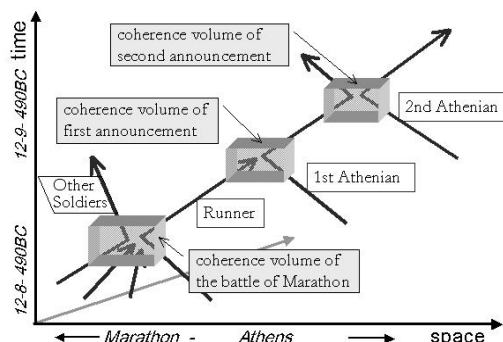 time
12-9-490BC
12-8-490BC
coherence volume of
second announcement
coherence volume of
first announcement
2nd Athenian
1st Athenian
Other
Soldiers
Runner
coherence volume of
the battle of Marathon
Marathon - Athens
space